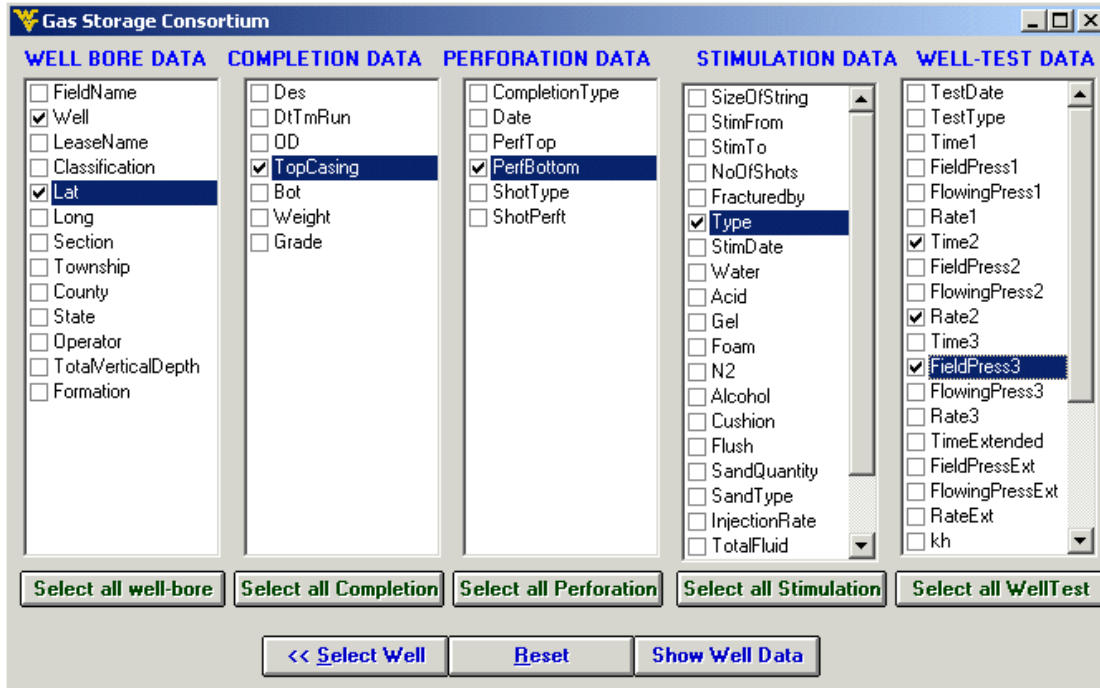 Gas Storage Consortium
WELL BORE DATA
FieldName
Well
LeaseName
Classification
Lat
Long
Section
Township
County
State
Operator
TotalVerticalDepth
Formation
Select all well-bore
COMPLETION DATA
Des
DtTmRun
OD
TopCasing
Bot
Weight
Grade
Select all Completion
PERFORATION DATA
CompletionType
Date
PerfTop
PerfBottom
ShotType
ShotPerft
Select all Perforation
STIMULATION DATA
SizeOfString
StimFrom
StimTo
NoOfShots
Fracturedby
Type
StimDate
Water
Acid
Gel
Foam
N2
Alcohol
Cushion
Flush
SandQuantity
SandType
InjectionRate
TotalFluid
Select all Stimulation
WELL-TEST DATA
TestDate
TestType
Time1
FieldPress1
FlowingPress1
Rate1
Time2
FieldPress2
FlowingPress2
Rate2
Time3
FieldPress3
FlowingPress3
Rate3
TimeExtended
FieldPressExt
FlowingPressExt
RateExt
kh
Select all WellTest
<< Select Well
Reset
Show Well Data